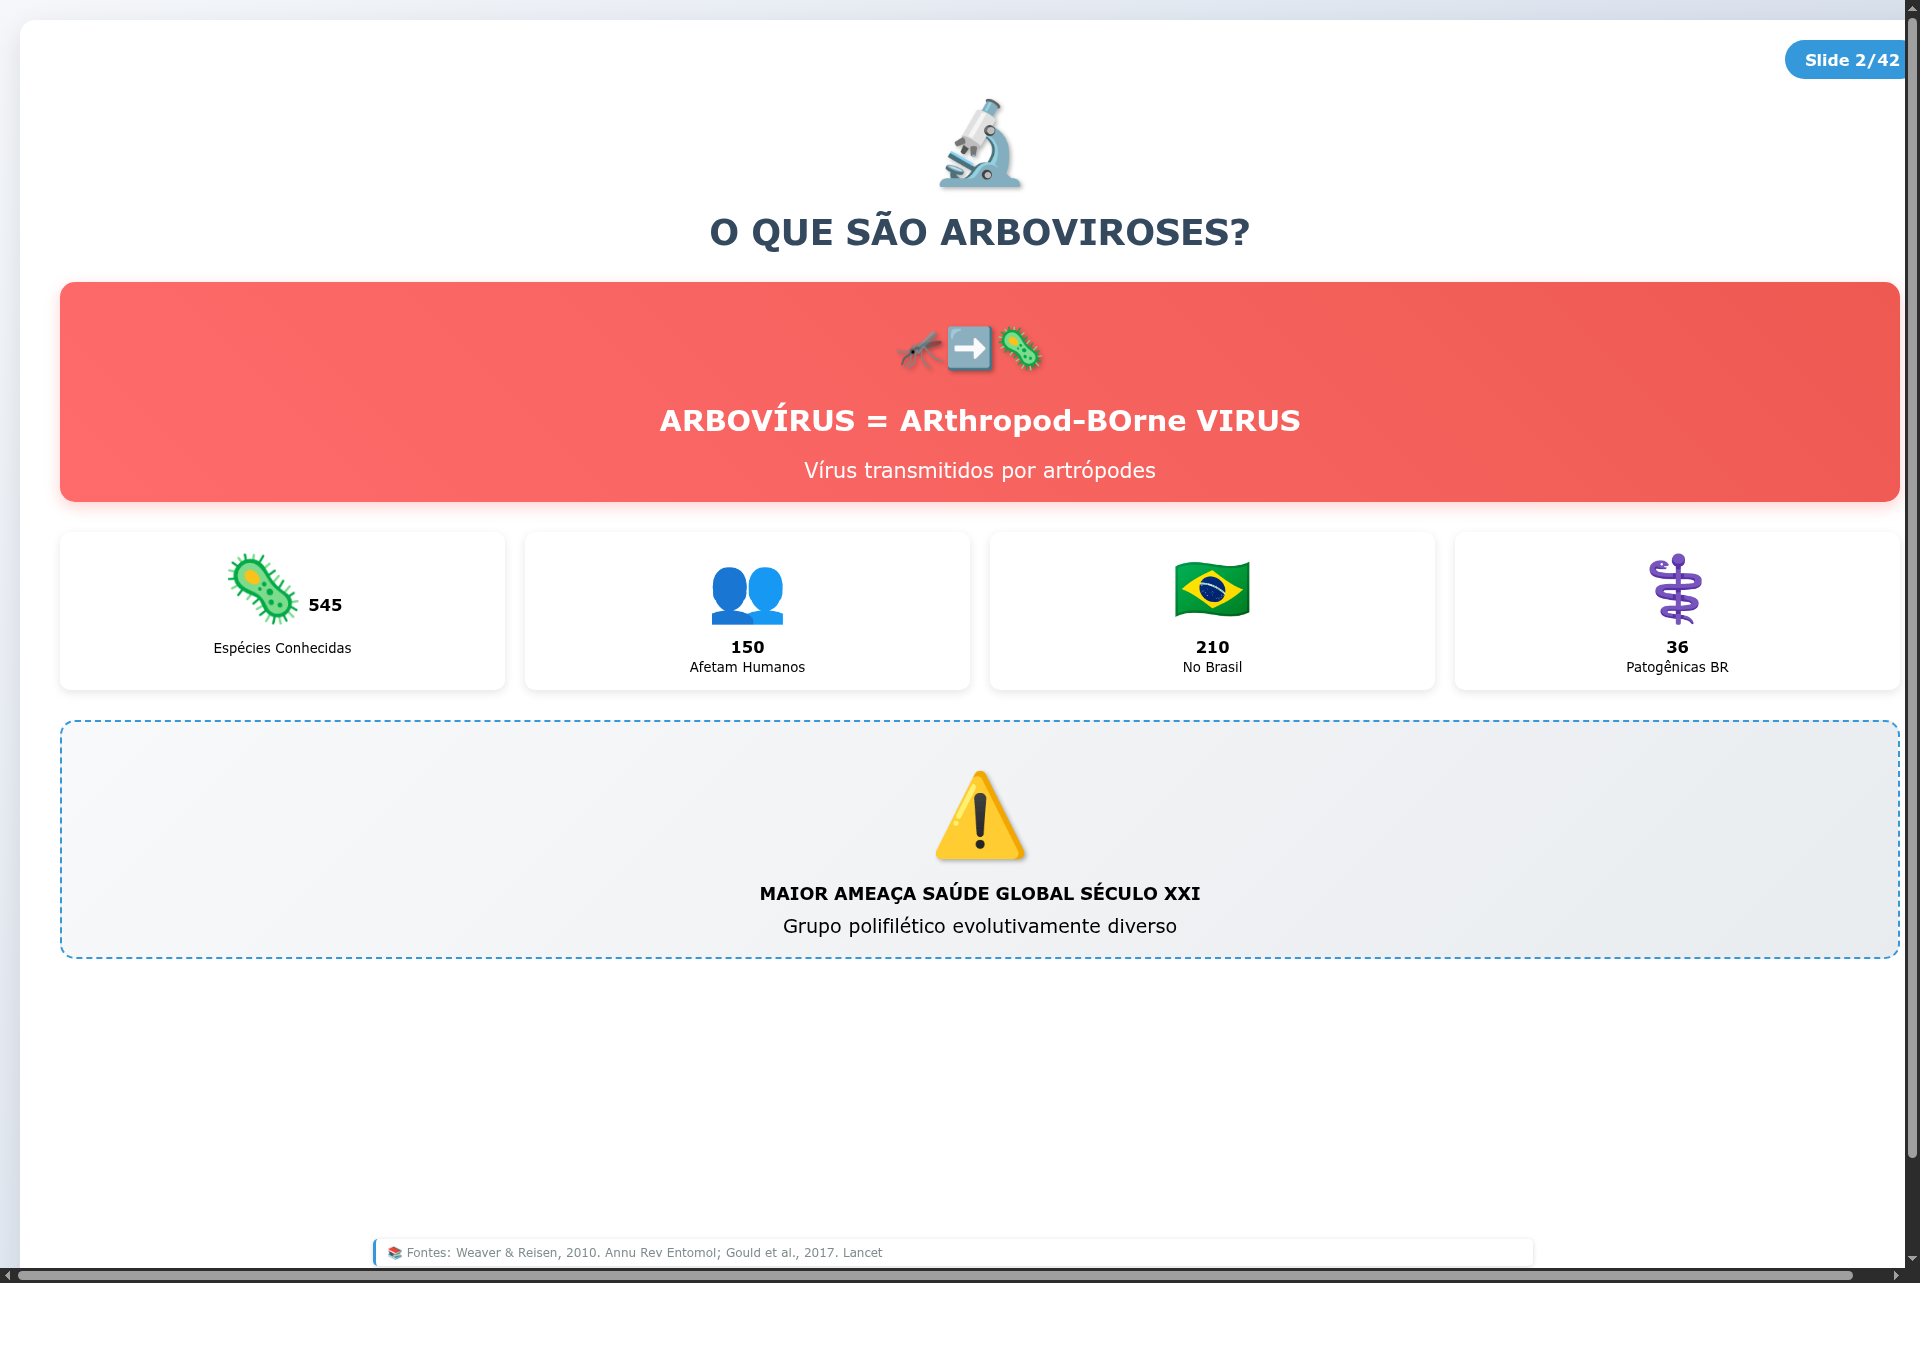 Slide 2/42
O QUE SÃO ARBOVIROSES?
ARBOVÍRUS = ARthropod-BOrne VIRUS
Vírus transmitidos por artrópodes
545
Espécies Conhecidas
150
Afetam Humanos
210
No Brasil
36
Patogênicas BR
MAIOR AMEAÇA SAÚDE GLOBAL SÉCULO XXI
Grupo polifilético evolutivamente diverso
Fontes: Weaver & Reisen, 2010. Annu Rev Entomol; Gould et al., 2017. Lancet